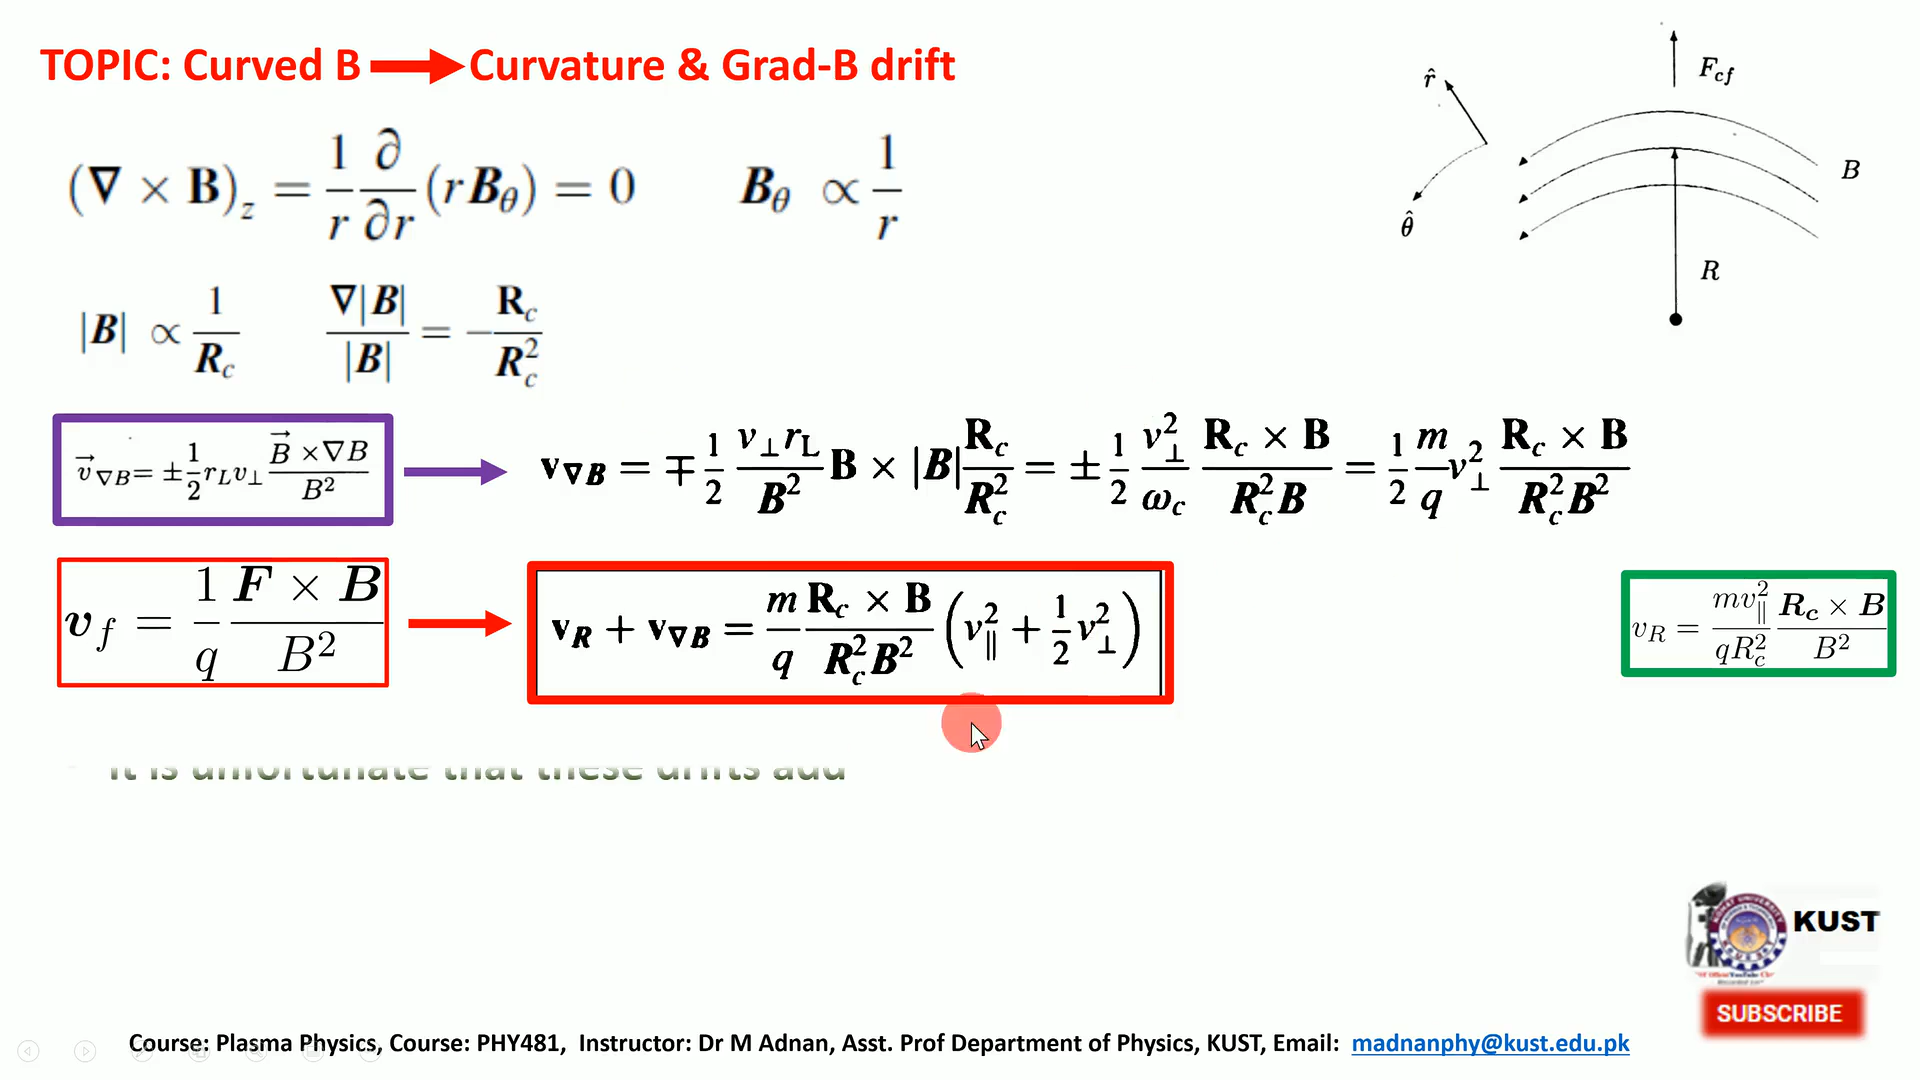 TOPIC: Curved B → Curvature & Grad-B drift
F_cf
r̂
B
θ̂
R
(∇ × B)_z = 1/r ∂/∂r (rB_θ) = 0    B_θ ∝ 1/r
|B| ∝ 1/R_c    ∇|B|/|B| = − R_c/R_c²
v⃗_∇B = ± 1/2 r_L v_⊥ (B⃗ × ∇B)/B²
v_∇B = ∓ 1/2 (v_⊥ r_L)/B² B × |B| R_c/R_c² = ± 1/2 v_⊥²/ω_c (R_c × B)/(R_c² B) = 1/2 m/q v_⊥² (R_c × B)/(R_c² B²)
v_f = 1/q (F × B)/B²
v_R + v_∇B = m/q (R_c × B)/(R_c² B²) (v_∥² + 1/2 v_⊥²)
v_R = (m v_∥²)/(q R_c²) (R_c × B)/B²
It is unfortunate that these drifts add
KUST
SUBSCRIBE
Course: Plasma Physics, Course: PHY481, Instructor: Dr M Adnan, Asst. Prof Department of Physics, KUST, Email: madnanphy@kust.edu.pk